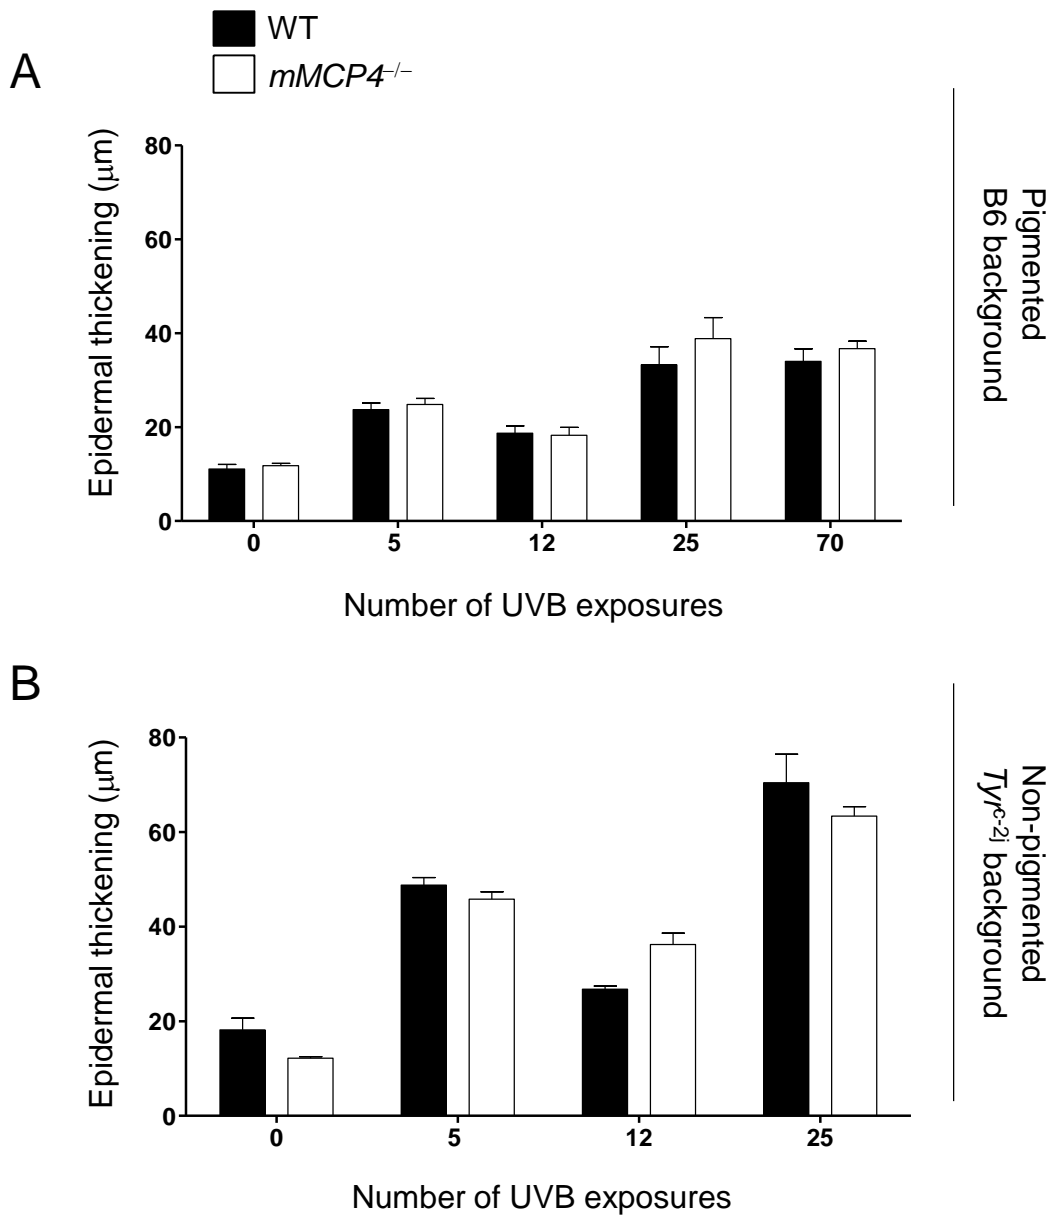 WT
A
mMCP4–/–
Epidermal thickening (μm)
80
60
40
20
0
0 5 12 25 70
Number of UVB exposures
Pigmented
B6 background
B
Epidermal thickening (μm)
80
60
40
20
0
0 5 12 25
Number of UVB exposures
Non-pigmented
Tyrc-2j background